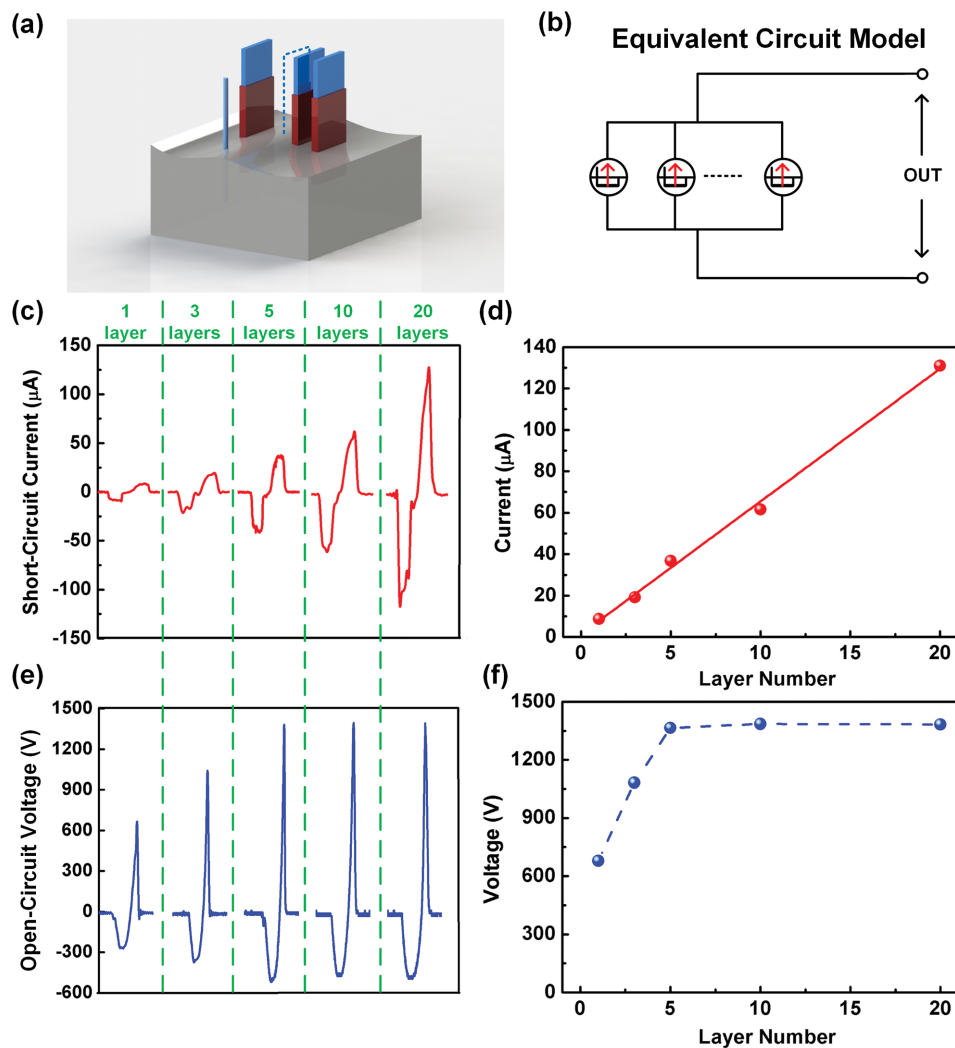 (a)
(b)
Equivalent Circuit Model
OUT
(c)
1 layer
3 layers
5 layers
10 layers
20 layers
150
100
50
0
-50
-100
-150
Short-Circuit Current (μA)
(d)
140
120
100
80
60
40
20
0
Current (μA)
0 5 10 15 20
Layer Number
(e)
1500
1200
900
600
300
0
-300
-600
Open-Circuit Voltage (V)
(f)
1500
1200
900
600
300
0
Voltage (V)
0 5 10 15 20
Layer Number